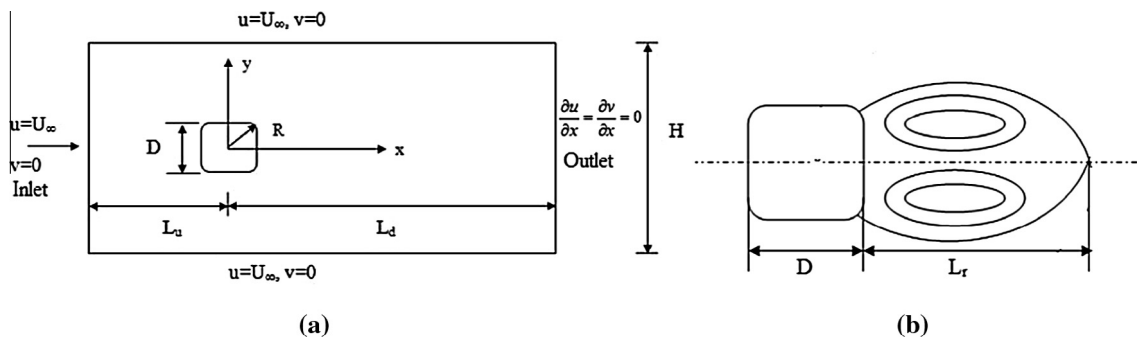 u=U∞, v=0
y
u=U∞
v=0
Inlet
D
R
x
∂u/∂x = ∂v/∂x = 0
Outlet
H
Lu
Ld
u=U∞, v=0
(a)
D
Lr
(b)